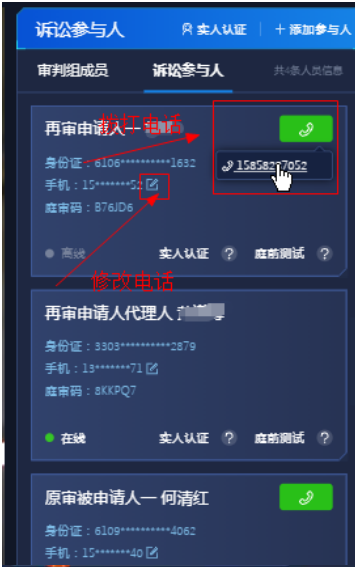 诉讼参与人 实人认证 | + 添加参与人
审判组成员 诉讼参与人 共4条人员信息
再审申请人一
拨打电话
身份证：6106**********1632
15858237052
手机：15*******52
庭审码：B76JD6
修改电话
离线 实人认证 ? 庭前测试 ?
再审申请人代理人
身份证：3303**********2879
手机：13*******71
庭审码：8KKPQ7
在线 实人认证 ? 庭前测试 ?
原审被申请人一 何清红
身份证：6109**********4062
手机：15*******40